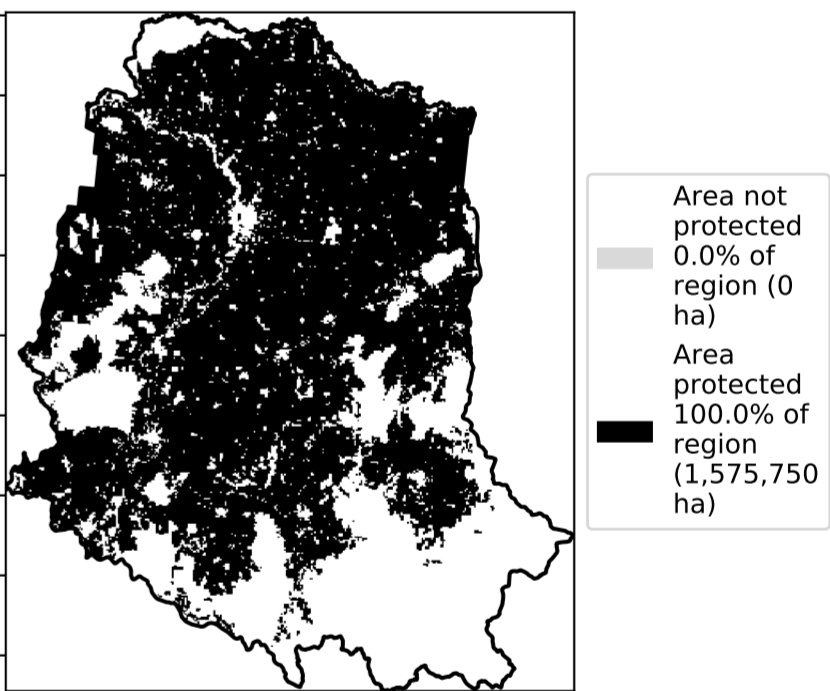 Area not
protected
0.0% of
region (0
ha)
Area
protected
100.0% of
region
(1,575,750
ha)